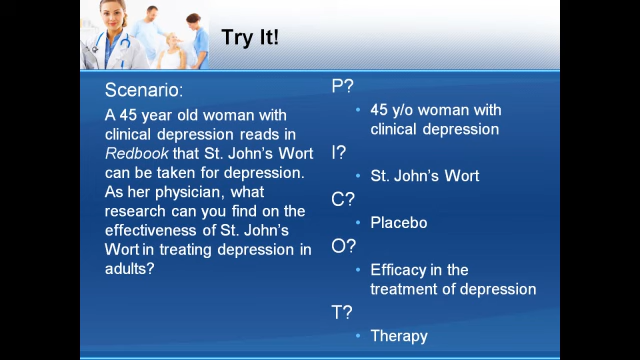 Try It!
Scenario:
A 45 year old woman with
clinical depression reads in
Redbook that St. John's Wort
can be taken for depression.
As her physician, what
research can you find on the
effectiveness of St. John's
Wort in treating depression in
adults?
P?
• 45 y/o woman with
clinical depression
I?
• St. John's Wort
C?
• Placebo
O?
• Efficacy in the
treatment of depression
T?
• Therapy